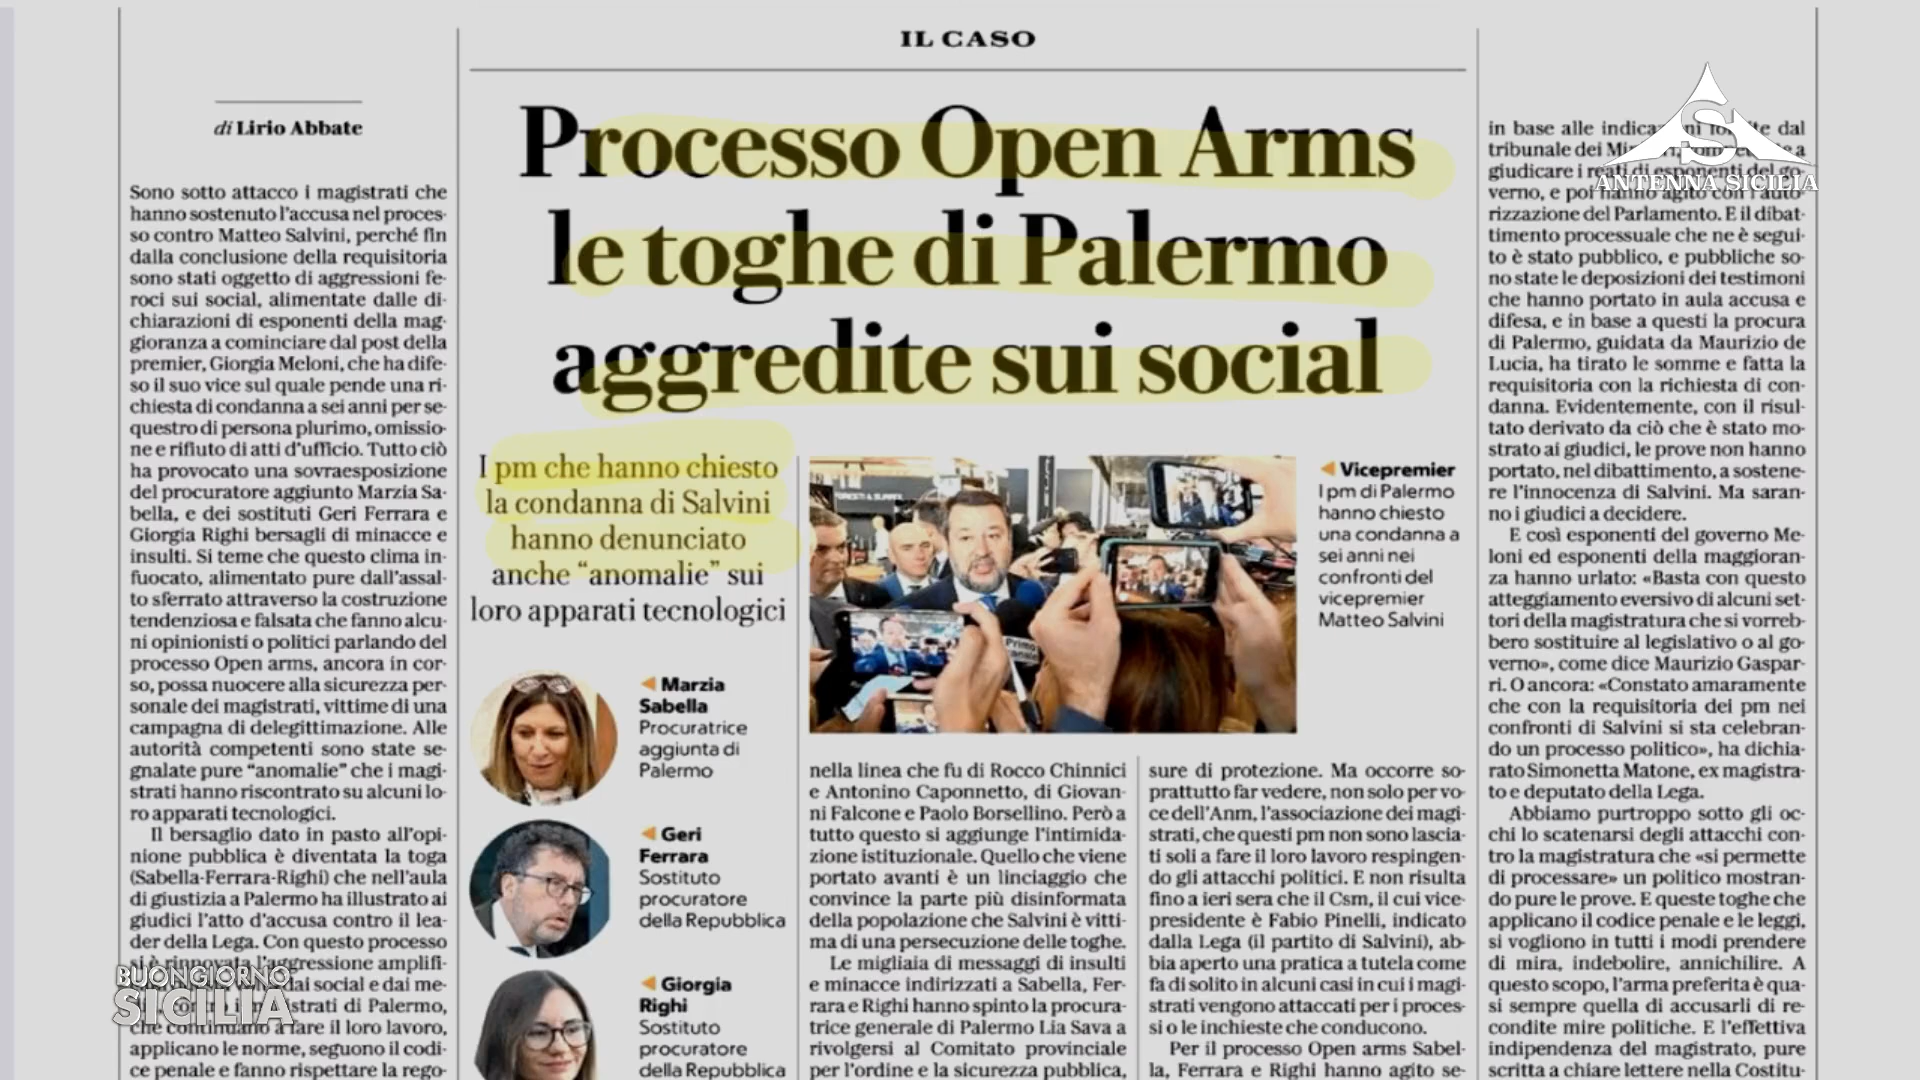 IL CASO
Processo Open Arms
le toghe di Palermo
aggredite sui social
di Lirio Abbate
Sono sotto attacco i magistrati che
hanno sostenuto l'accusa nel proces-
so contro Matteo Salvini, perché fin
dalla conclusione della requisitoria
sono stati oggetto di aggressioni fe-
roci sui social, alimentate dalle di-
chiarazioni di esponenti della mag-
gioranza a cominciare dal post della
premier, Giorgia Meloni, che ha dife-
so il suo vice sul quale pende una ri-
chiesta di condanna a sei anni per se-
questro di persona plurimo, omissio-
ne e rifiuto di atti d'ufficio. Tutto ciò
ha provocato una sovraesposizione
del procuratore aggiunto Marzia Sa-
bella, e dei sostituti Geri Ferrara e
Giorgia Righi bersagli di minacce e
insulti. Si teme che questo clima in-
fuocato, alimentato pure dall'assal-
to sferrato attraverso la costruzione
tendenziosa e falsata che fanno alcu-
ni opinionisti o politici parlando del
processo Open arms, ancora in cor-
so, possa nuocere alla sicurezza per-
sonale dei magistrati, vittime di una
campagna di delegittimazione. Alle
autorità competenti sono state se-
gnalate pure “anomalie” che i magi-
strati hanno riscontrato su alcuni lo-
ro apparati tecnologici.
Il bersaglio dato in pasto all'opi-
nione pubblica è diventata la toga
(Sabella-Ferrara-Righi) che nell'aula
di giustizia a Palermo ha illustrato ai
giudici l'atto d'accusa contro il lea-
der della Lega. Con questo processo
si è rinnovata l'aggressione amplifi-
dai social e dai me-
strati di Palermo,
che continuano a fare il loro lavoro,
applicano le norme, seguono il codi-
ce penale e fanno rispettare la rego-
I pm che hanno chiesto
la condanna di Salvini
hanno denunciato
anche “anomalie” sui
loro apparati tecnologici
Marzia
Sabella
Procuratrice
aggiunta di
Palermo
Geri
Ferrara
Sostituto
procuratore
della Repubblica
Giorgia
Righi
Sostituto
procuratore
della Repubblica
Vicepremier
I pm di Palermo
hanno chiesto
una condanna a
sei anni nei
confronti del
vicepremier
Matteo Salvini
nella linea che fu di Rocco Chinnici
e Antonino Caponnetto, di Giovan-
ni Falcone e Paolo Borsellino. Però a
tutto questo si aggiunge l'intimida-
zione istituzionale. Quello che viene
portato avanti è un linciaggio che
convince la parte più disinformata
della popolazione che Salvini è vitti-
ma di una persecuzione delle toghe.
Le migliaia di messaggi di insulti
e minacce indirizzati a Sabella, Fer-
rara e Righi hanno spinto la procura-
trice generale di Palermo Lia Sava a
rivolgersi al Comitato provinciale
per l'ordine e la sicurezza pubblica,
sure di protezione. Ma occorre so-
prattutto far vedere, non solo per vo-
ce dell'Anm, l'associazione dei magi-
strati, che questi pm non sono lascia-
ti soli a fare il loro lavoro respingen-
do gli attacchi politici. E non risulta
fino a ieri sera che il Csm, il cui vice-
presidente è Fabio Pinelli, indicato
dalla Lega (il partito di Salvini), ab-
bia aperto una pratica a tutela come
fa di solito in alcuni casi in cui i magi-
strati vengono attaccati per i proces-
si o le inchieste che conducono.
Per il processo Open arms Sabel-
la, Ferrara e Righi hanno agito se-
in base alle indicazioni fornite dal
tribunale dei Ministri, competente a
giudicare i reati di esponenti del go-
verno, e poi hanno agito con l'auto-
rizzazione del Parlamento. E il dibat-
timento processuale che ne è segui-
to è stato pubblico, e pubbliche so-
no state le deposizioni dei testimoni
che hanno portato in aula accusa e
difesa, e in base a questi la procura
di Palermo, guidata da Maurizio de
Lucia, ha tirato le somme e fatta la
requisitoria con la richiesta di con-
danna. Evidentemente, con il risul-
tato derivato da ciò che è stato mo-
strato ai giudici, le prove non hanno
portato, nel dibattimento, a sostene-
re l'innocenza di Salvini. Ma saran-
no i giudici a decidere.
E così esponenti del governo Me-
loni ed esponenti della maggioran-
za hanno urlato: «Basta con questo
atteggiamento eversivo di alcuni set-
tori della magistratura che si vorreb-
bero sostituire al legislativo o al go-
verno», come dice Maurizio Gaspar-
ri. O ancora: «Constato amaramente
che con la requisitoria dei pm nei
confronti di Salvini si sta celebran-
do un processo politico», ha dichia-
rato Simonetta Matone, ex magistra-
to e deputato della Lega.
Abbiamo purtroppo sotto gli oc-
chi lo scatenarsi degli attacchi con-
tro la magistratura che «si permette
di processare» un politico mostran-
do pure le prove. E queste toghe che
applicano il codice penale e le leggi,
si vogliono in tutti i modi prendere
di mira, indebolire, annichilire. A
questo scopo, l'arma preferita è qua-
si sempre quella di accusarli di re-
condite mire politiche. E l'effettiva
indipendenza del magistrato, pure
scritta a chiare lettere nella Costitu-
ANTENNA SICILIA
BUONGIORNO
SICILIA